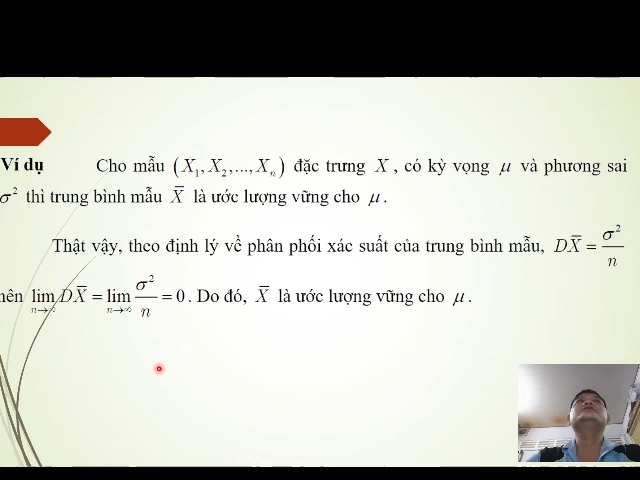 Ví dụ Cho mẫu (X₁, X₂,..., Xₙ) đặc trưng X, có kỳ vọng μ và phương sai
σ² thì trung bình mẫu X̄ là ước lượng vững cho μ.
Thật vậy, theo định lý về phân phối xác suất của trung bình mẫu, DX̄ = σ²/n
nên lim n→∞ DX̄ = lim n→∞ σ²/n = 0. Do đó, X̄ là ước lượng vững cho μ.